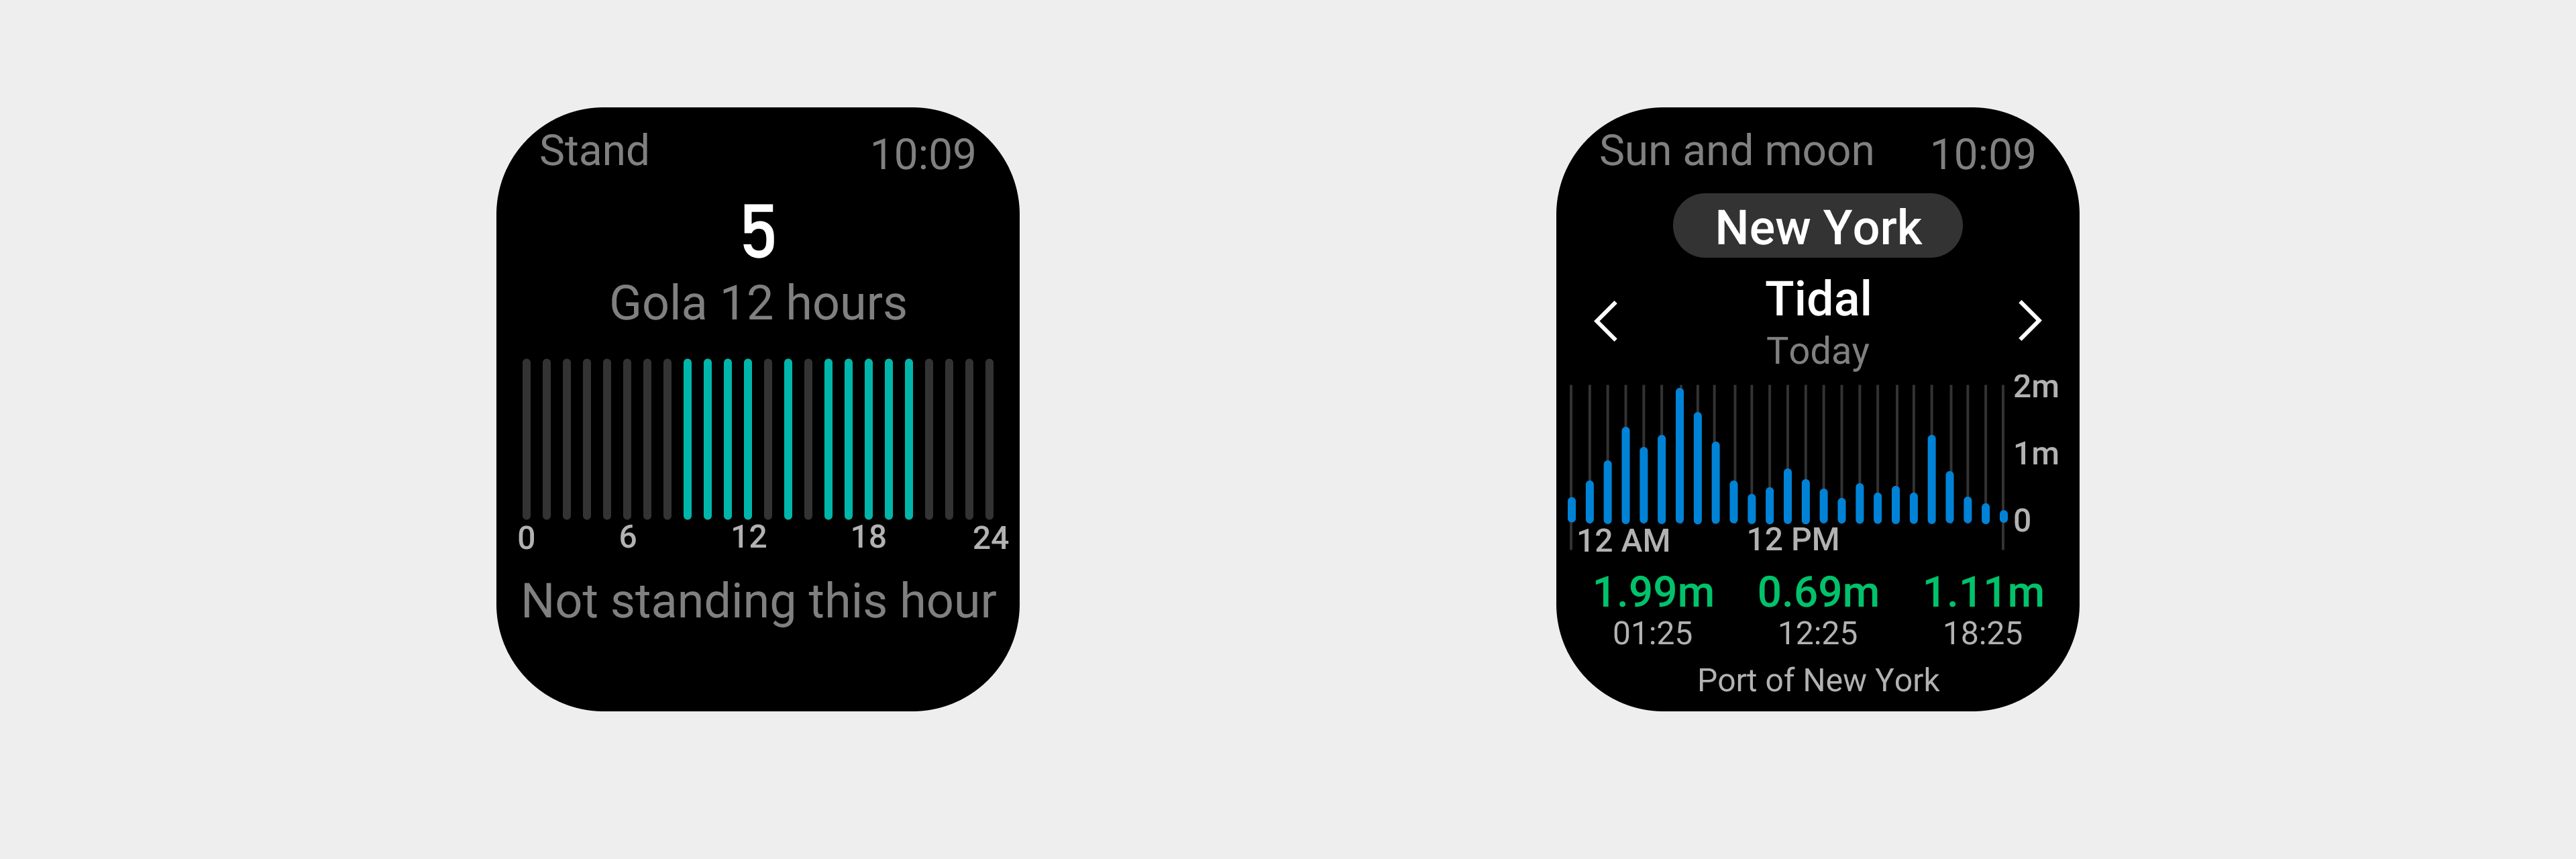 Stand 10:09
5
Gola 12 hours
0 6 12 18 24
Not standing this hour
Sun and moon 10:09
New York
Tidal
Today
2m
1m
0
12 AM 12 PM
1.99m 0.69m 1.11m
01:25 12:25 18:25
Port of New York